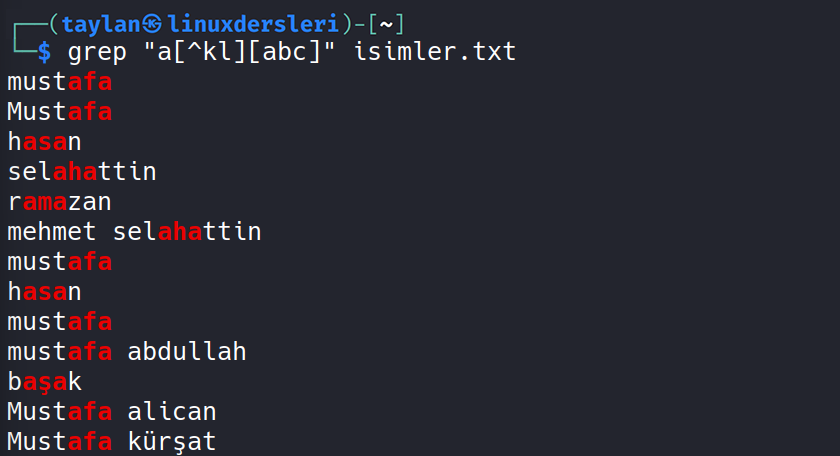 ┌──(taylan㉿linuxdersleri)-[~]
└─$ grep "a[^kl][abc]" isimler.txt
mustafa
Mustafa
hasan
selahattin
ramazan
mehmet selahattin
mustafa
hasan
mustafa
mustafa abdullah
başak
Mustafa alican
Mustafa kürşat